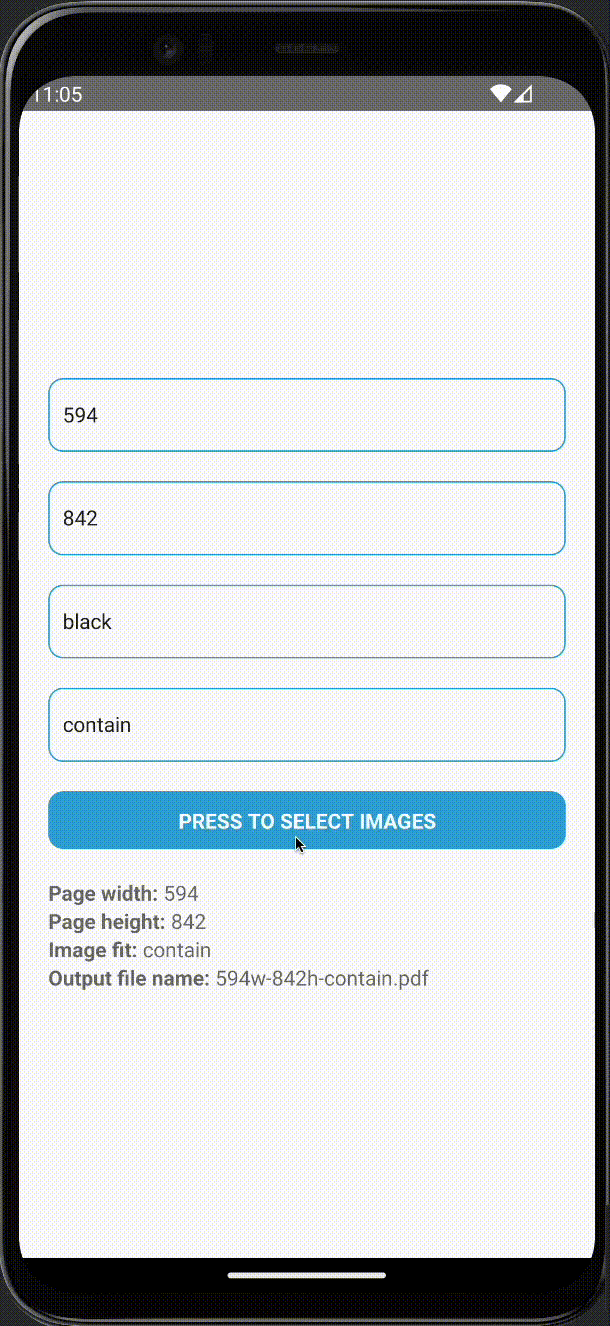 11:05
594
842
black
contain
PRESS TO SELECT IMAGES
Page width: 594
Page height: 842
Image fit: contain
Output file name: 594w-842h-contain.pdf